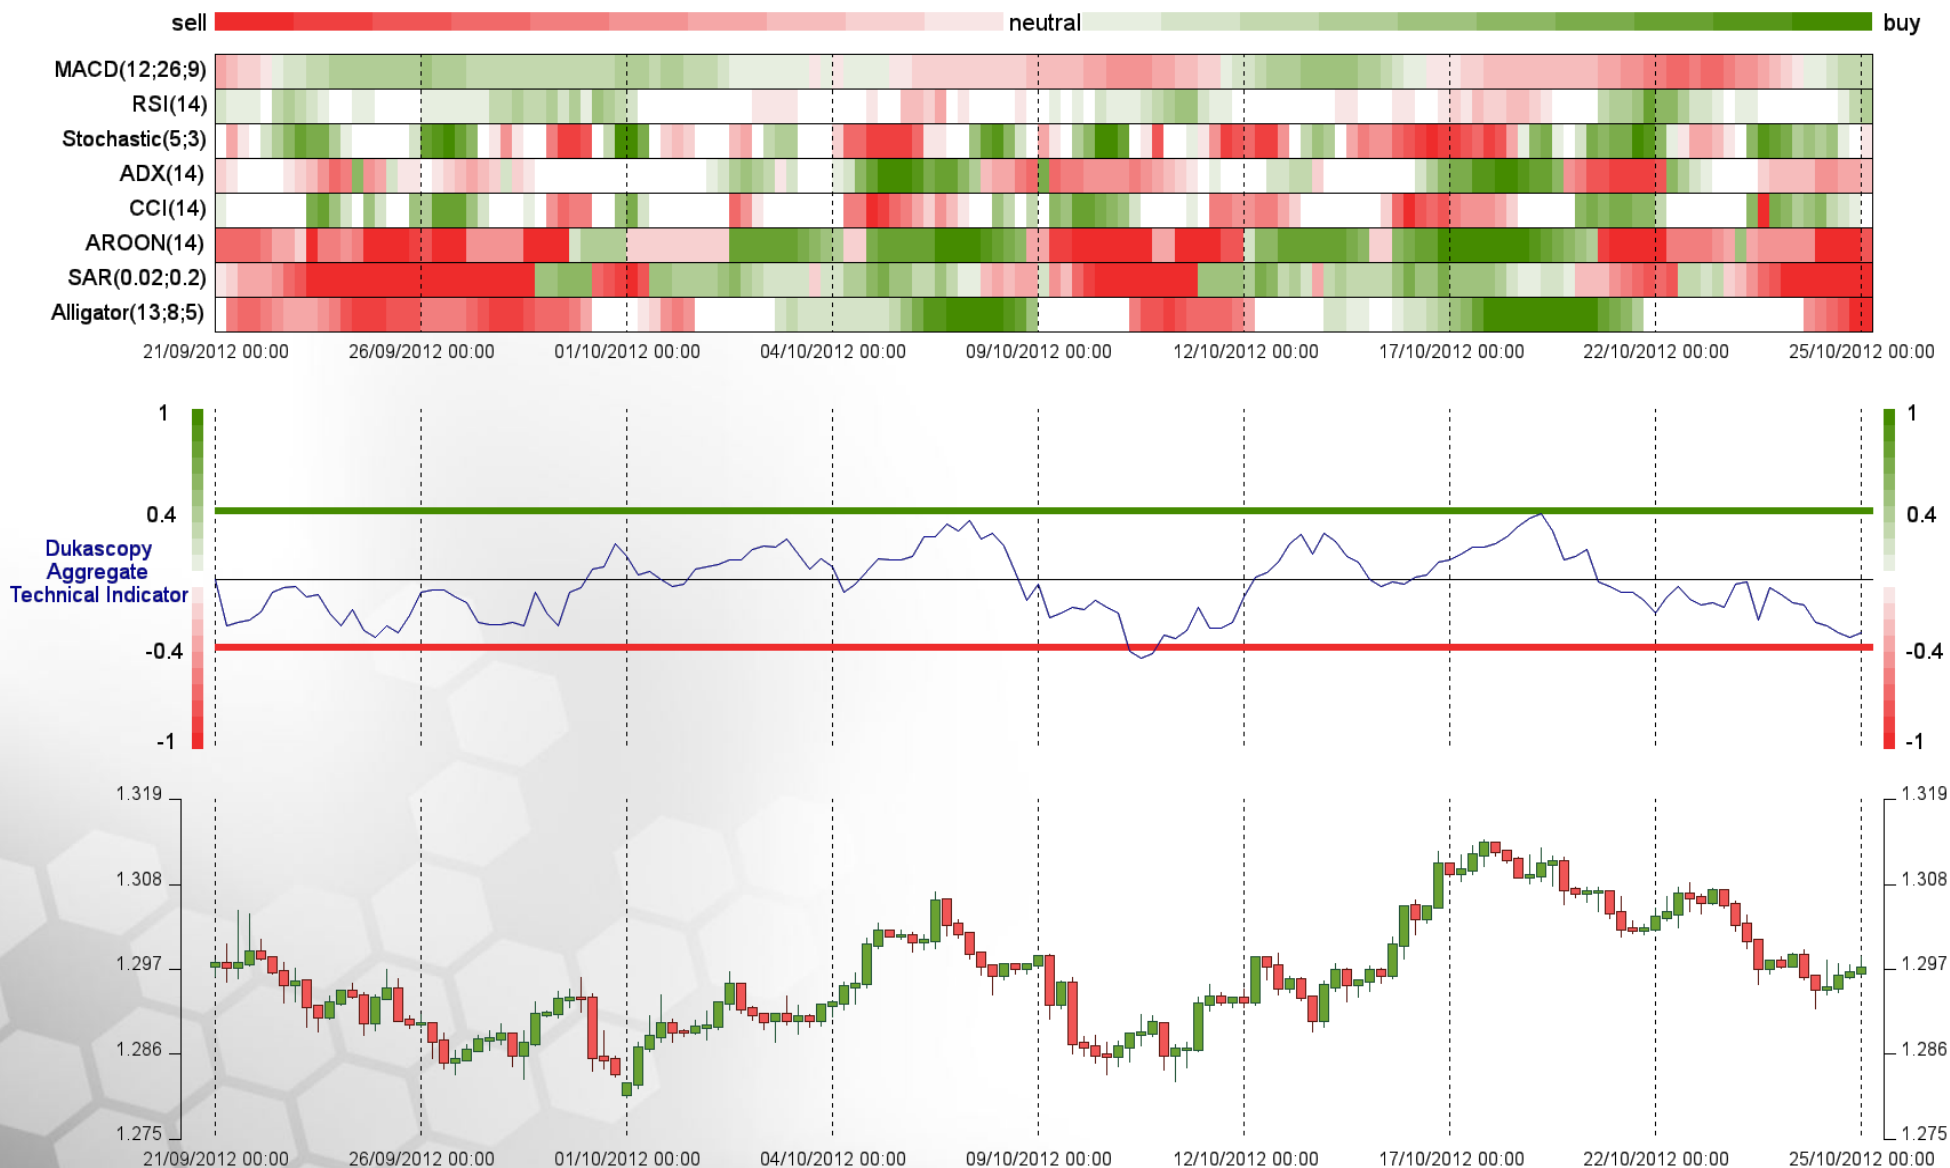 sell neutral buy
MACD(12;26;9)
RSI(14)
Stochastic(5;3)
ADX(14)
CCI(14)
AROON(14)
SAR(0.02;0.2)
Alligator(13;8;5)
21/09/2012 00:00 26/09/2012 00:00 01/10/2012 00:00 04/10/2012 00:00 09/10/2012 00:00 12/10/2012 00:00 17/10/2012 00:00 22/10/2012 00:00 25/10/2012 00:00
1 1
0.4 0.4
Dukascopy
Aggregate
Technical Indicator
-0.4 -0.4
-1 -1
1.319 1.319
1.308 1.308
1.297 1.297
1.286 1.286
1.275 1.275
21/09/2012 00:00 26/09/2012 00:00 01/10/2012 00:00 04/10/2012 00:00 09/10/2012 00:00 12/10/2012 00:00 17/10/2012 00:00 22/10/2012 00:00 25/10/2012 00:00